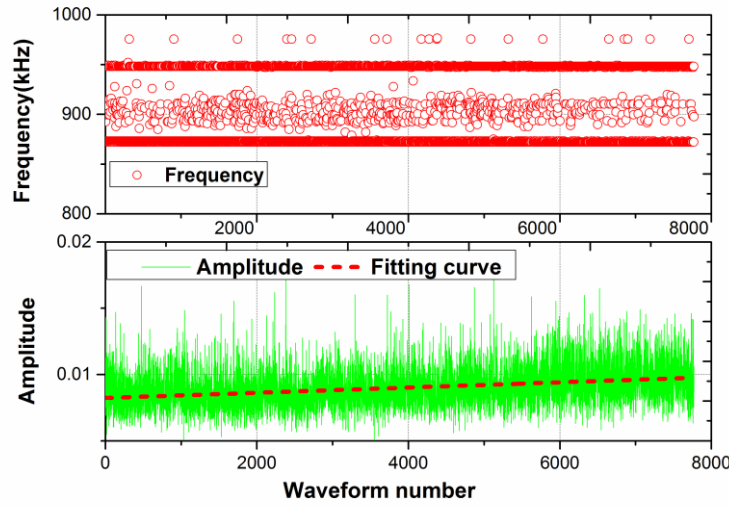 1000
900
800
Frequency(kHz)
Frequency
2000 4000 6000 8000
0.02
0.01
Amplitude
Amplitude Fitting curve
0 2000 4000 6000 8000
Waveform number